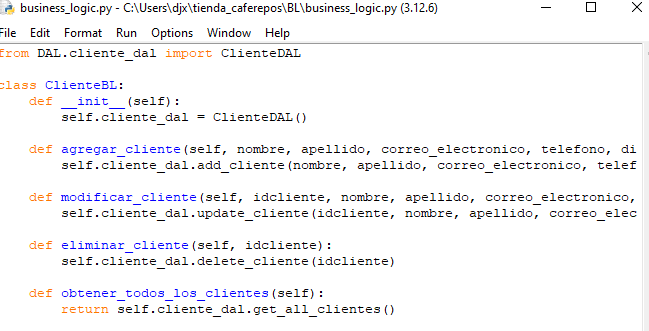 business_logic.py - C:\Users\djx\tienda_caferepos\BL\business_logic.py (3.12.6)
File Edit Format Run Options Window Help
from DAL.cliente_dal import ClienteDAL
class ClienteBL:
def __init__(self):
self.cliente_dal = ClienteDAL()
def agregar_cliente(self, nombre, apellido, correo_electronico, telefono, di
self.cliente_dal.add_cliente(nombre, apellido, correo_electronico, telef
def modificar_cliente(self, idcliente, nombre, apellido, correo_electronico,
self.cliente_dal.update_cliente(idcliente, nombre, apellido, correo_elec
def eliminar_cliente(self, idcliente):
self.cliente_dal.delete_cliente(idcliente)
def obtener_todos_los_clientes(self):
return self.cliente_dal.get_all_clientes()